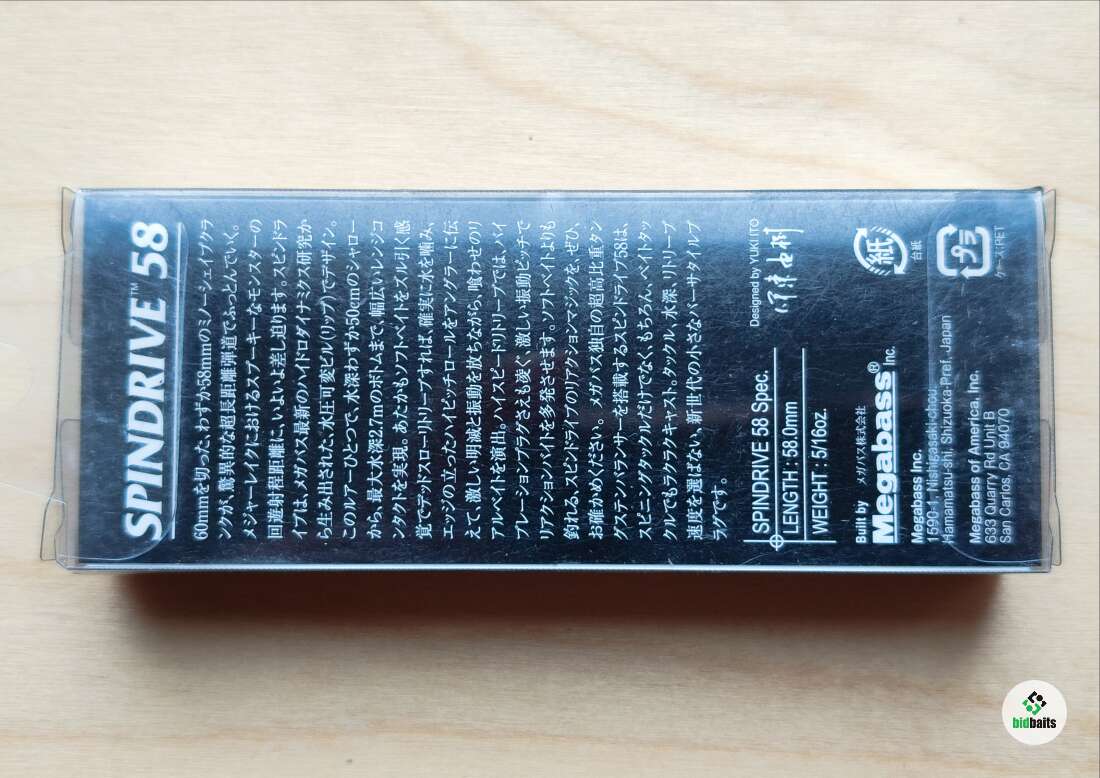 SPINDRIVE™ 58
60mmを切った、わずか58mmのミノーシェイプクラ
ンクが、驚異的な超長距離弾道でぶっとんでいく。
メジャーレイクにおけるスプーキーなモンスターの
回遊射程距離に、いよいよ差し迫ります。スピンドラ
イブは、メガバス最新のハイドロダイナミクス研究か
ら生み出された、水圧可変ビル(リップ)でデザイン。
このルアーひとつで、水深わずか50cmのシャロー
から、最大水深2.7mのボトムまで、幅広いレンジコ
ンタクトを実現。あたかもソフトベイトをズル引く感
覚でデッドスローリトリーブすれば、確実に水を噛み、
エッジの立ったハイピッチロールをアングラーに伝
えて、激しい明滅と振動を放ちながら、喰わせのリ
アルベイトを演出。ハイスピードリトリーブでは、バイ
ブレーションプラグさえも凌ぐ、激しい振動ピッチで
リアクションバイトを多発させます。ソフトベイトよりも
釣れる、スピンドライブのリアクションマジックを、ぜひ、
お確かめください。メガバス独自の超高比重タン
グステンバランサーを搭載するスピンドライブ58は、
スピニングタックルだけでなく、もちろん、ベイトタッ
クルでもラクラクキャスト。タックル、水深、リトリーブ
速度を選ばない、新世代の小さなバーサタイルプ
ラグです。
SPINDRIVE 58 Spec.
LENGTH : 58.0mm
WEIGHT : 5/16oz.
Designed by YUKI ITO
Built by メガバス株式会社
Megabass® Inc.
Megabass Inc.
1590-1, Nishigasakichou,
Hamamatsu-shi, Shizuoka-Pref, Japan
Megabass of America, Inc.
633 Quarry Rd Unit B
San Carlos, CA 94070
紙
台紙
プラ
ケース:PET
bidbaits